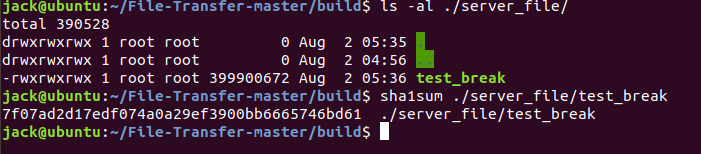 jack@ubuntu:~/File-Transfer-master/build$ ls -al ./server_file/
total 390528
drwxrwxrwx 1 root root         0 Aug  2 05:35 .
drwxrwxrwx 1 root root         0 Aug  2 04:56 ..
-rwxrwxrwx 1 root root 399900672 Aug  2 05:36 test_break
jack@ubuntu:~/File-Transfer-master/build$ sha1sum ./server_file/test_break
7f07ad2d17edf074a0a29ef3900bb6665746bd61  ./server_file/test_break
jack@ubuntu:~/File-Transfer-master/build$